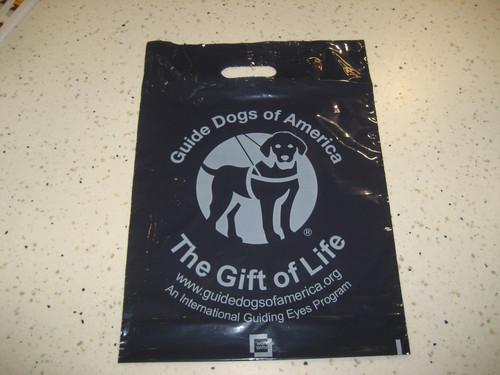 Guide Dogs of America
®
The Gift of Life
www.guidedogsofamerica.org
An International Guiding Eyes Program